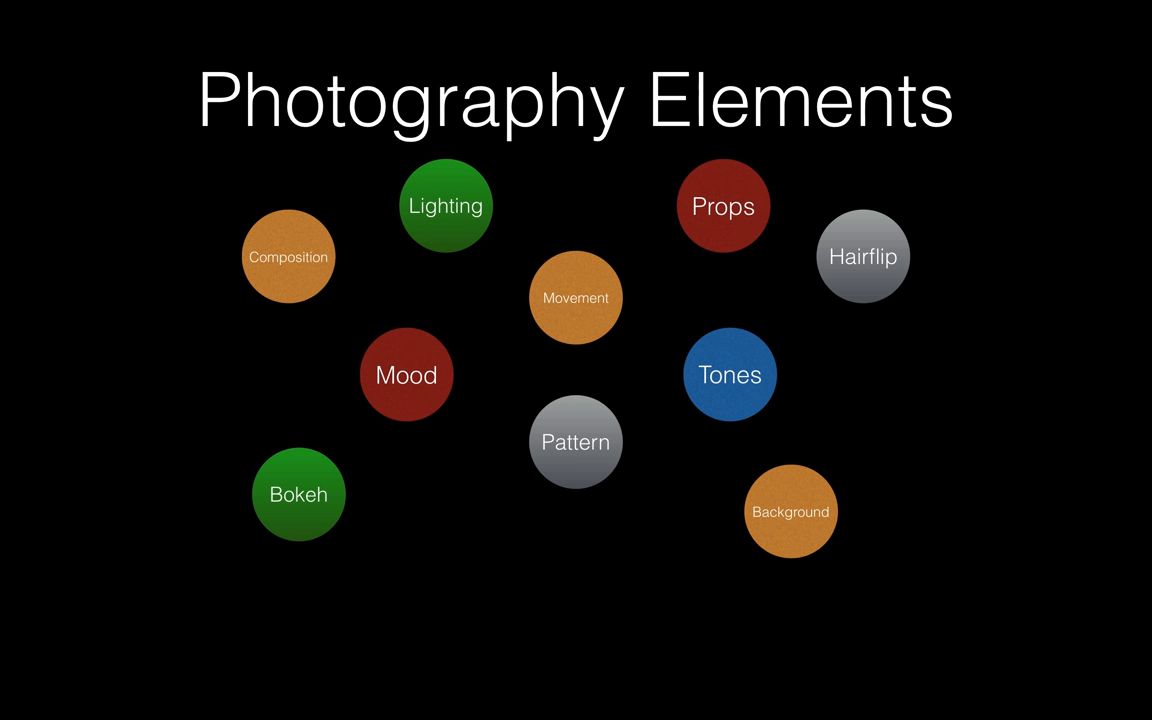 Photography Elements
Lighting
Props
Composition
Hairflip
Movement
Mood
Tones
Pattern
Bokeh
Background